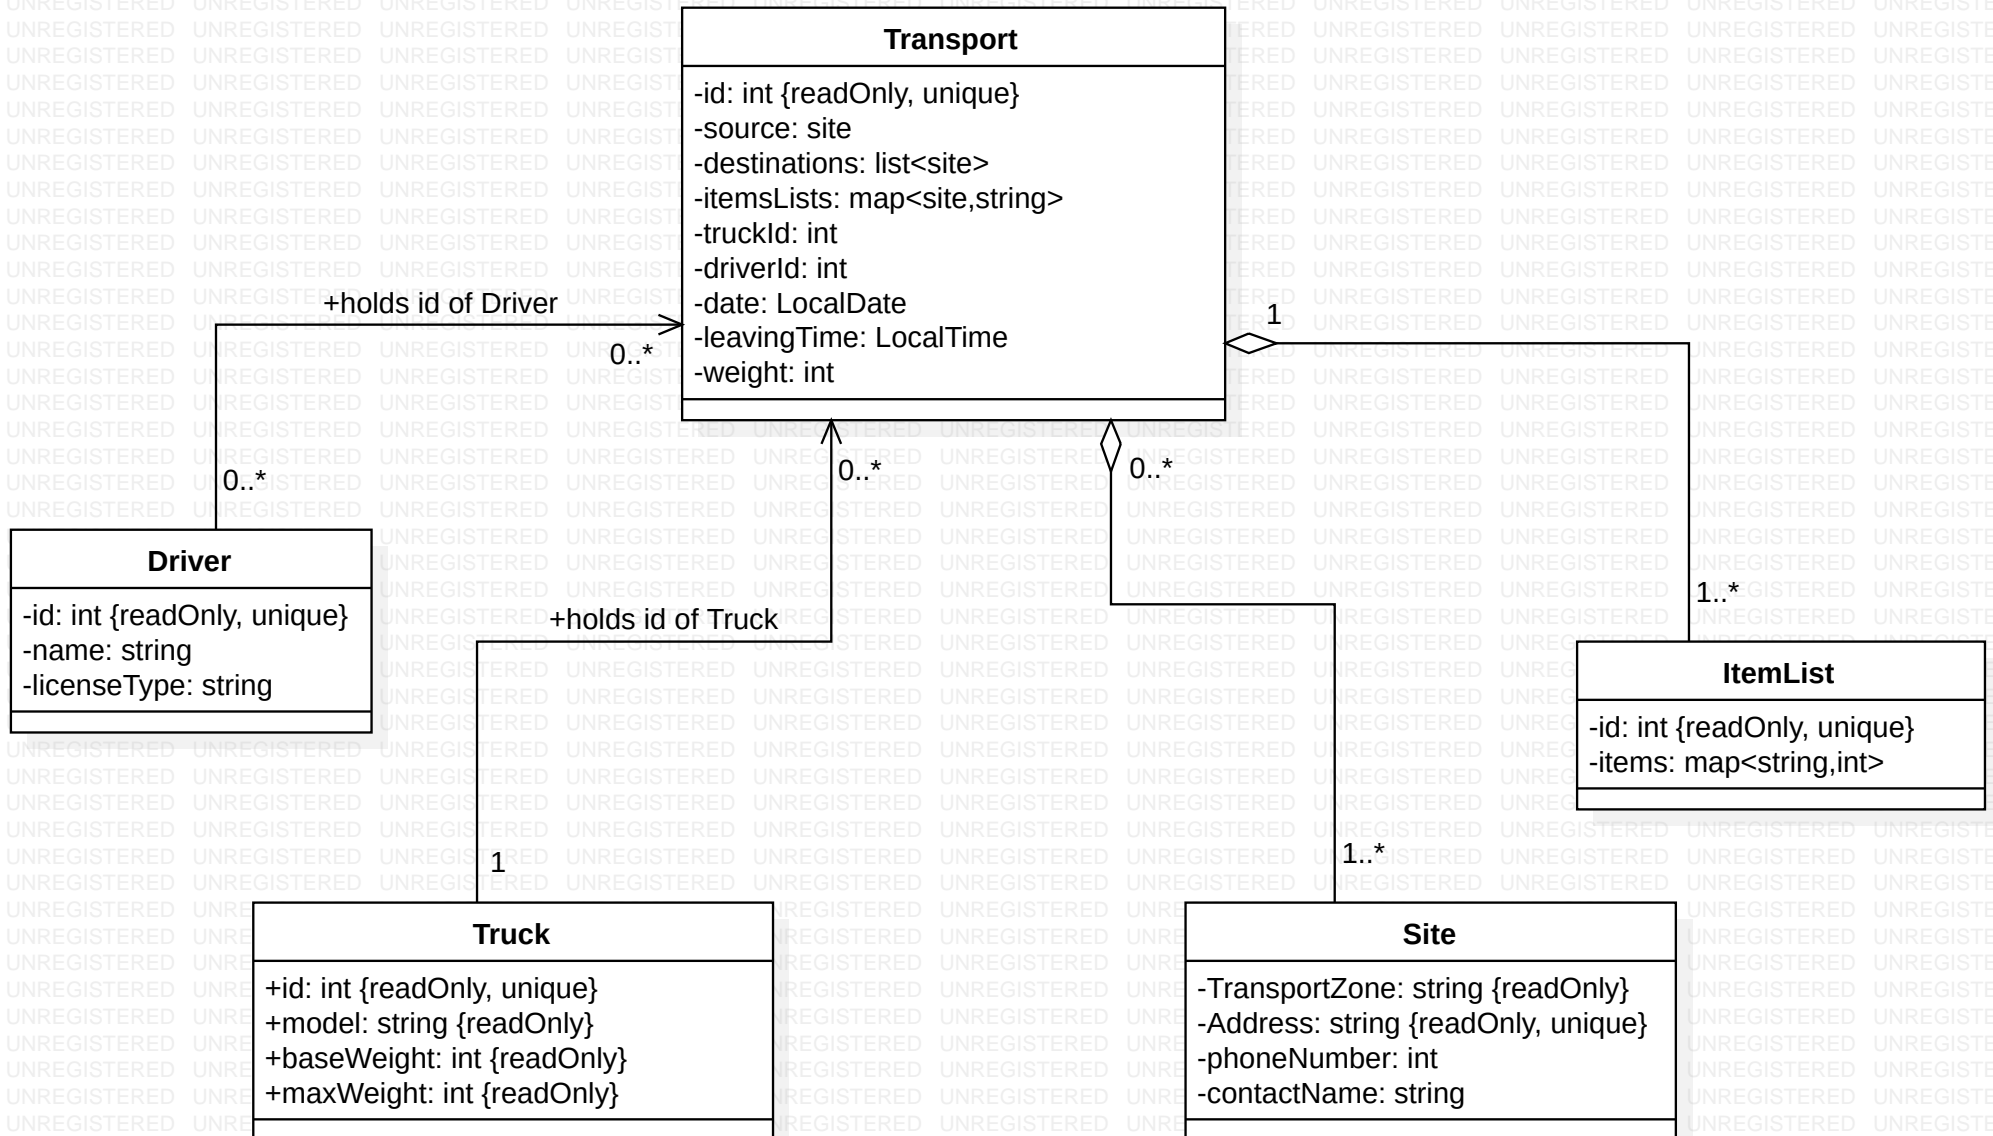 Transport
-id: int {readOnly, unique}
-source: site
-destinations: list<site>
-itemsLists: map<site,string>
-truckId: int
-driverId: int
-date: LocalDate
-leavingTime: LocalTime
-weight: int
+holds id of Driver
0..*
0..*
1
0..*
0..*
Driver
-id: int {readOnly, unique}
-name: string
-licenseType: string
+holds id of Truck
1..*
ItemList
-id: int {readOnly, unique}
-items: map<string,int>
1
1..*
Truck
+id: int {readOnly, unique}
+model: string {readOnly}
+baseWeight: int {readOnly}
+maxWeight: int {readOnly}
Site
-TransportZone: string {readOnly}
-Address: string {readOnly, unique}
-phoneNumber: int
-contactName: string
UNREGISTERED